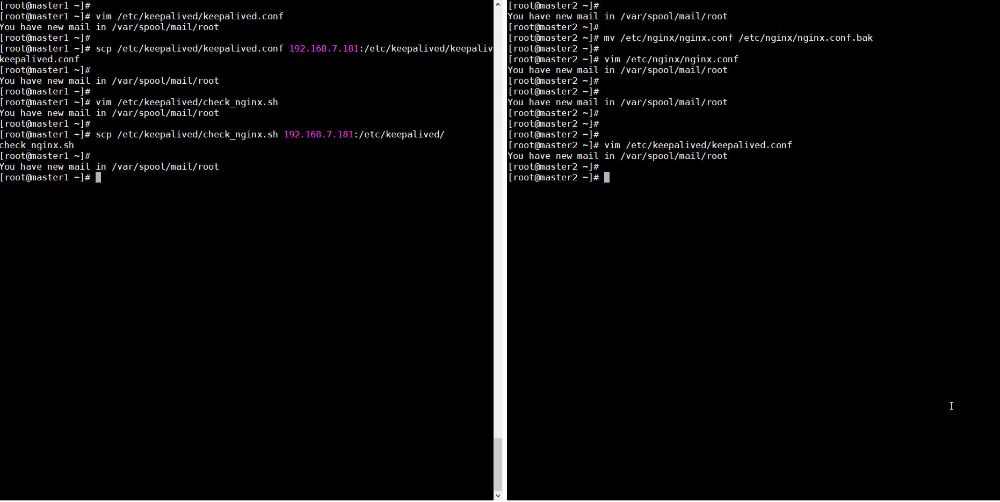 [root@master1 ~]#
[root@master1 ~]# vim /etc/keepalived/keepalived.conf
You have new mail in /var/spool/mail/root
[root@master1 ~]#
[root@master1 ~]# scp /etc/keepalived/keepalived.conf 192.168.7.181:/etc/keepalived/keepaliv
keepalived.conf
[root@master1 ~]#
You have new mail in /var/spool/mail/root
[root@master1 ~]#
[root@master1 ~]# vim /etc/keepalived/check_nginx.sh
You have new mail in /var/spool/mail/root
[root@master1 ~]#
[root@master1 ~]# scp /etc/keepalived/check_nginx.sh 192.168.7.181:/etc/keepalived/
check_nginx.sh
[root@master1 ~]#
You have new mail in /var/spool/mail/root
[root@master1 ~]#
[root@master2 ~]#
You have new mail in /var/spool/mail/root
[root@master2 ~]#
[root@master2 ~]# mv /etc/nginx/nginx.conf /etc/nginx/nginx.conf.bak
[root@master2 ~]#
[root@master2 ~]# vim /etc/nginx/nginx.conf
You have new mail in /var/spool/mail/root
[root@master2 ~]#
[root@master2 ~]#
You have new mail in /var/spool/mail/root
[root@master2 ~]#
[root@master2 ~]#
[root@master2 ~]#
[root@master2 ~]# vim /etc/keepalived/keepalived.conf
You have new mail in /var/spool/mail/root
[root@master2 ~]#
[root@master2 ~]#